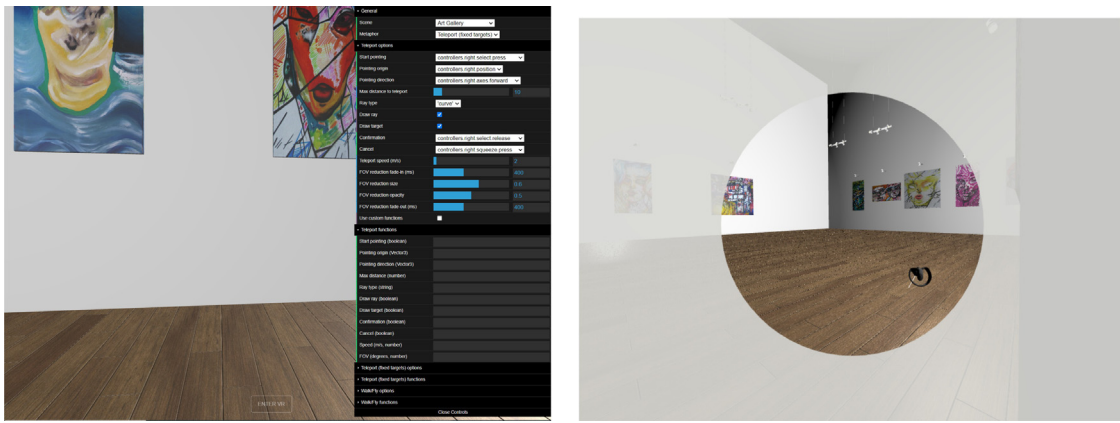 General
Scene Art Gallery
Metaphor Teleport (fixed targets)
Teleport options
Start pointing controllers.right.select.press
Pointing origin controllers.right.position
Pointing direction controllers.right.axes.forward
Max distance to teleport 10
Ray type 'curve'
Draw ray
Draw target
Confirmation controllers.right.select.release
Cancel controllers.right.squeeze.press
Teleport speed (m/s) 2
FOV reduction fade-in (ms) 400
FOV reduction size 0.6
FOV reduction opacity 0.5
FOV reduction fade out (ms) 400
Use custom functions
Teleport functions
Start pointing (boolean)
Pointing origin (Vector3)
Pointing direction (Vector3)
Max distance (number)
Ray type (string)
Draw ray (boolean)
Draw target (boolean)
Confirmation (boolean)
Cancel (boolean)
Speed (m/s, number)
FOV (degrees, number)
Teleport (fixed targets) options
Teleport (fixed targets) functions
Walk/Fly options
Walk/Fly functions
Close Controls
ENTER VR